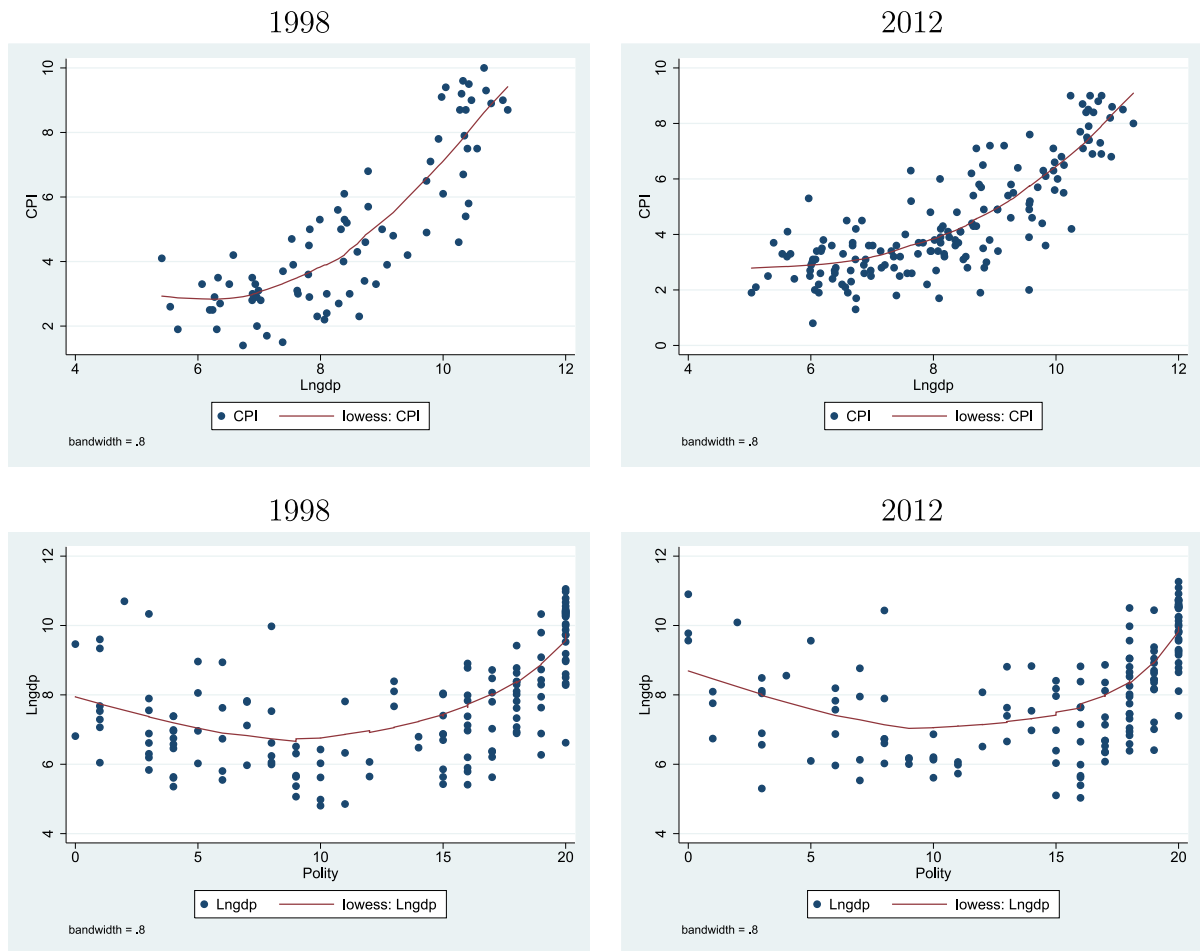 1998
10
8
6
4
2
CPI
4 6 8 10 12
Lngdp
CPI lowess: CPI
bandwidth = .8
2012
10
8
6
4
2
0
CPI
4 6 8 10 12
Lngdp
CPI lowess: CPI
bandwidth = .8
1998
12
10
8
6
4
Lngdp
0 5 10 15 20
Polity
Lngdp lowess: Lngdp
bandwidth = .8
2012
12
10
8
6
4
Lngdp
0 5 10 15 20
Polity
Lngdp lowess: Lngdp
bandwidth = .8